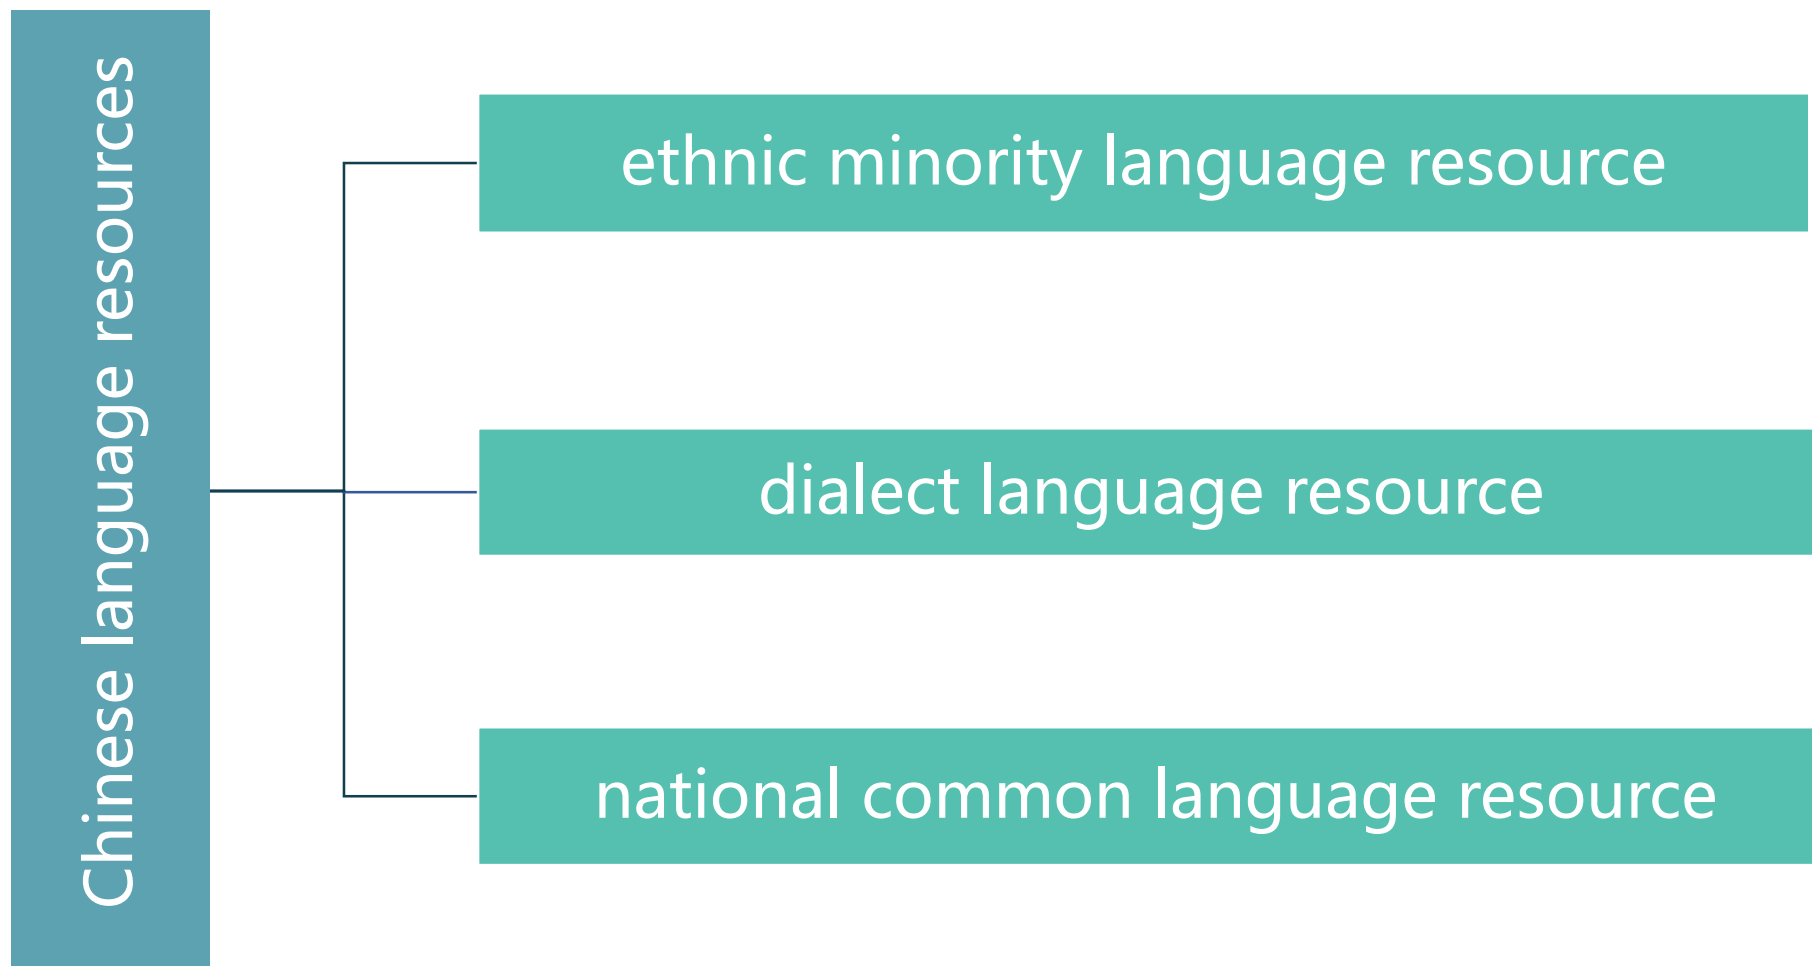 Chinese language resources
ethnic minority language resource
dialect language resource
national common language resource